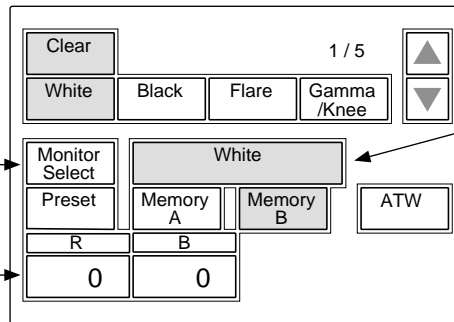 Clear
1 / 5
White Black Flare Gamma
/Knee
Monitor
Select
White
Preset Memory
A
Memory
B
ATW
R B
0 0